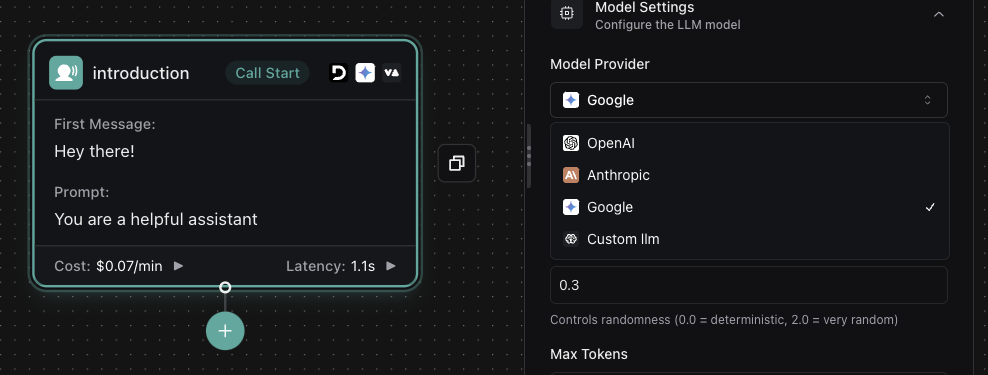 introduction
Call Start
First Message:
Hey there!
Prompt:
You are a helpful assistant
Cost: $0.07/min
Latency: 1.1s
Model Settings
Configure the LLM model
Model Provider
Google
OpenAI
Anthropic
Google
Custom llm
0.3
Controls randomness (0.0 = deterministic, 2.0 = very random)
Max Tokens